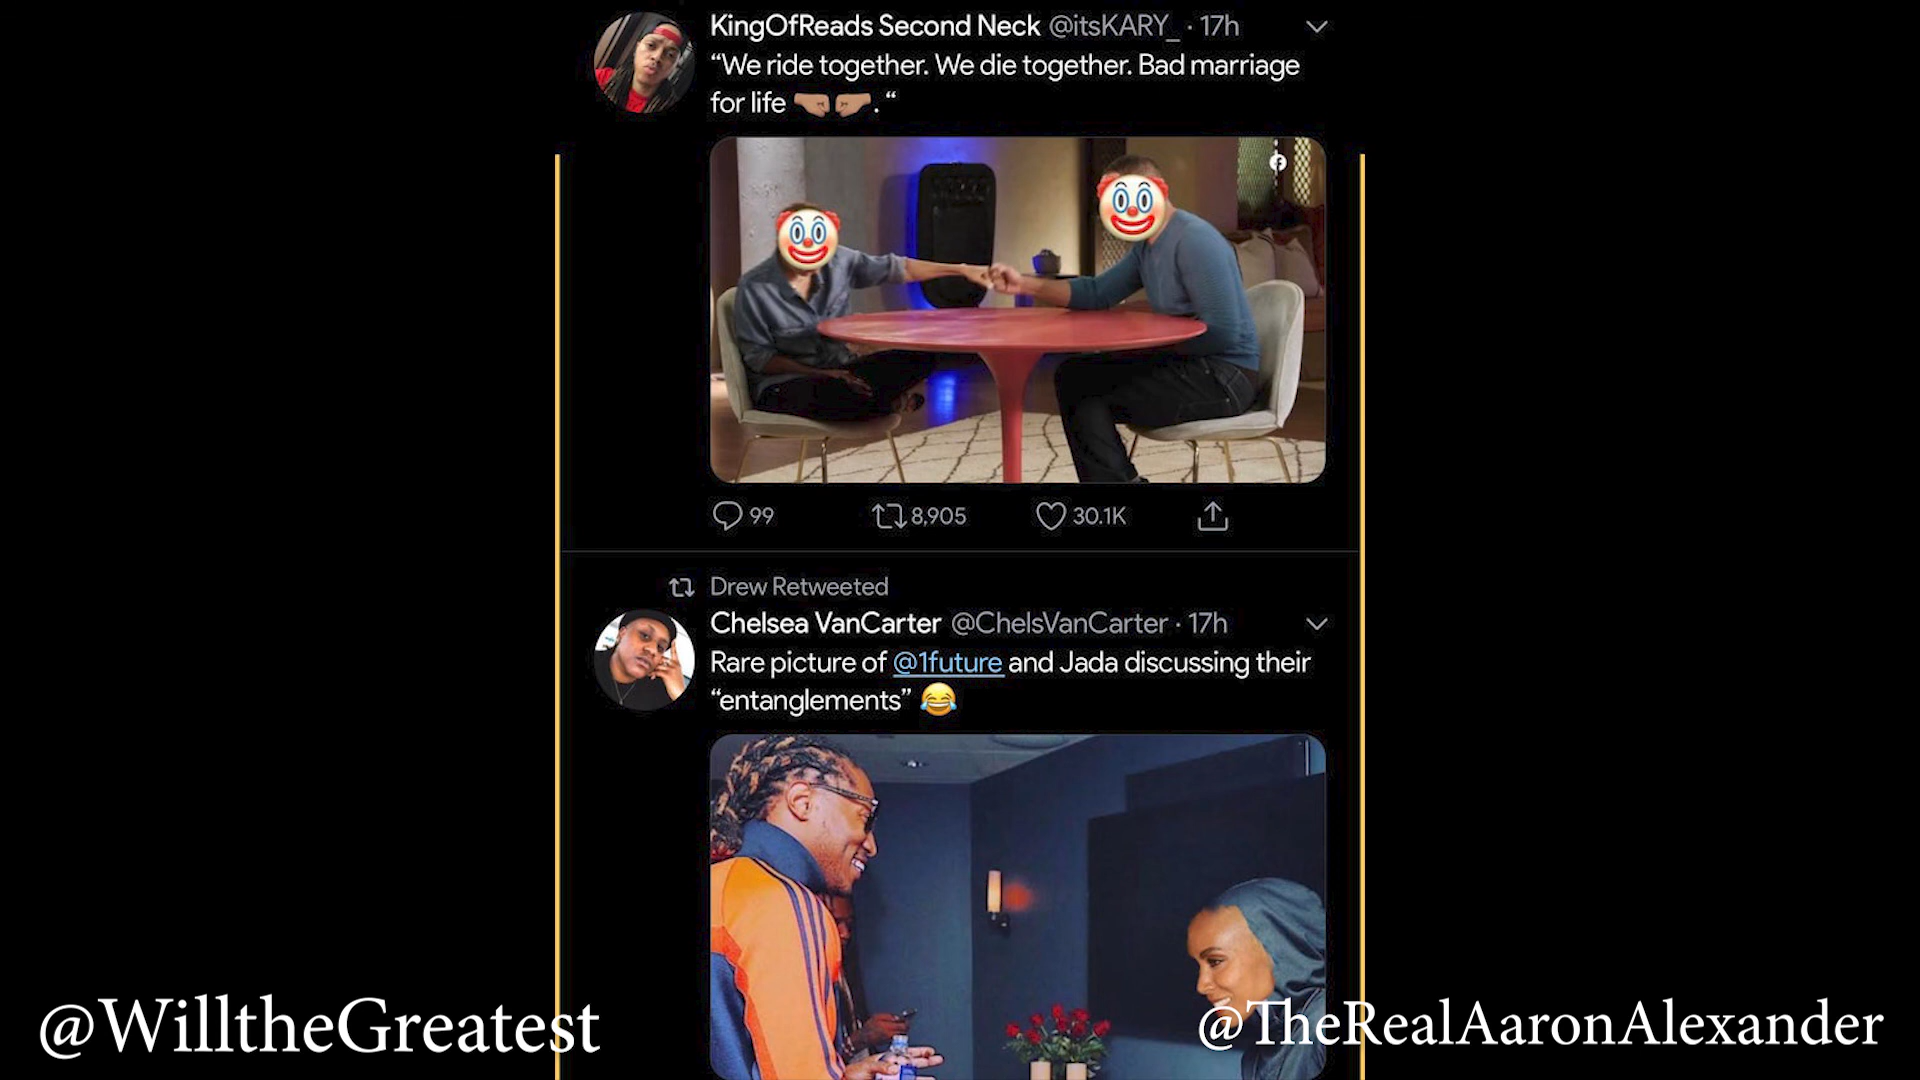 KingOfReads Second Neck @itsKARY_ · 17h
“We ride together. We die together. Bad marriage
for life 🤜🏽🤛🏽. “
99 8,905 30.1K
Drew Retweeted
Chelsea VanCarter @ChelsVanCarter · 17h
Rare picture of @1future and Jada discussing their
“entanglements” 😂
@WilltheGreatest
@TheRealAaronAlexander